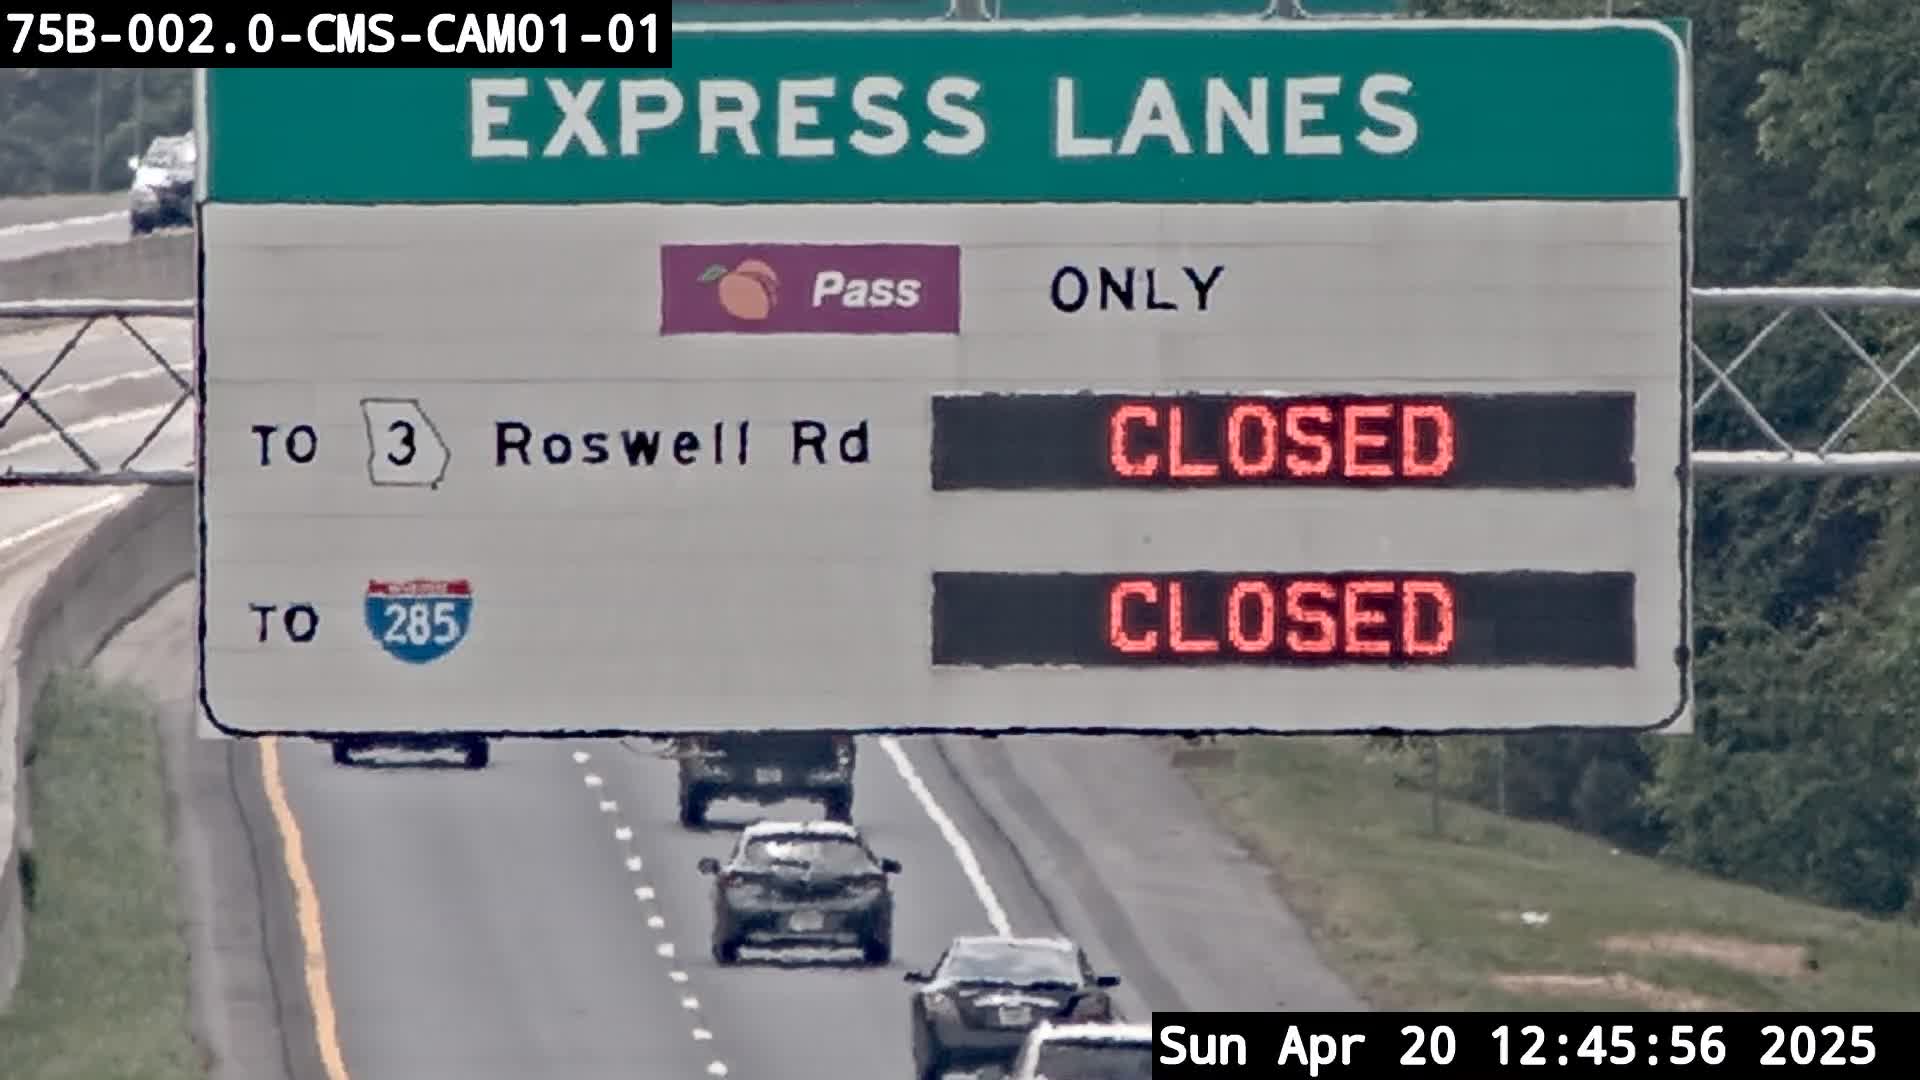 75B-002.0-CMS-CAM01-01
EXPRESS LANES
Pass ONLY
TO 3 Roswell Rd CLOSED
TO 285 CLOSED
Sun Apr 20 12:45:56 2025